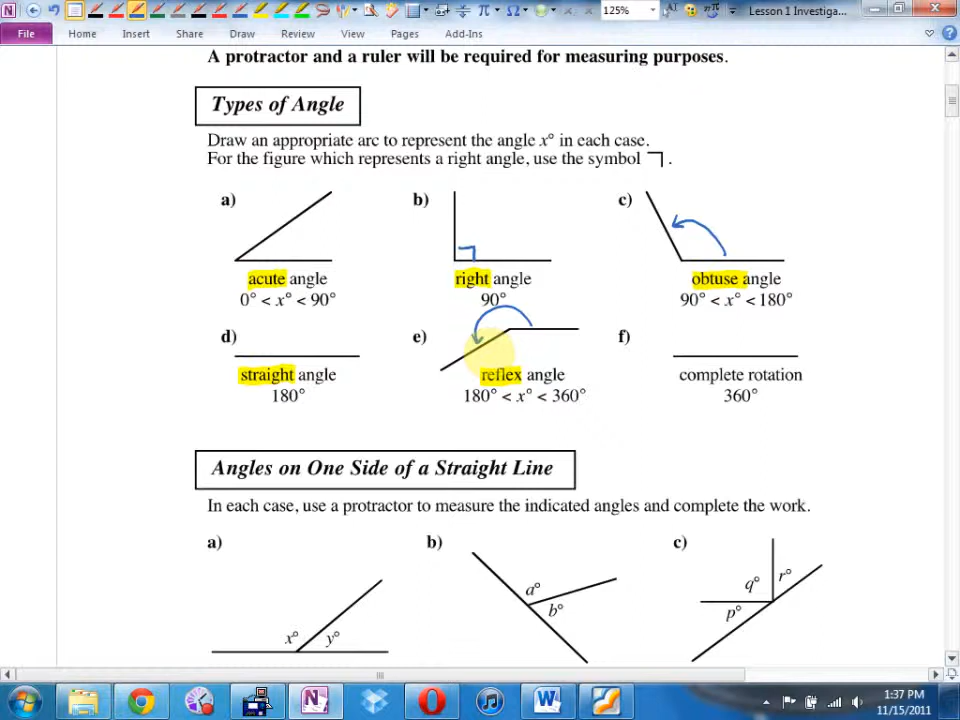 125%
Lesson 1 Investiga...
File Home Insert Share Draw Review View Pages Add-Ins
A protractor and a ruler will be required for measuring purposes.
Types of Angle
Draw an appropriate arc to represent the angle x° in each case.
For the figure which represents a right angle, use the symbol ㄱ.
a) b) c)
acute angle right angle obtuse angle
0° < x° < 90° 90° 90° < x° < 180°
d) e) f)
straight angle reflex angle complete rotation
180° 180° < x° < 360° 360°
Angles on One Side of a Straight Line
In each case, use a protractor to measure the indicated angles and complete the work.
a) b) c)
x° y° a° b° q° r° p°
1:37 PM
11/15/2011